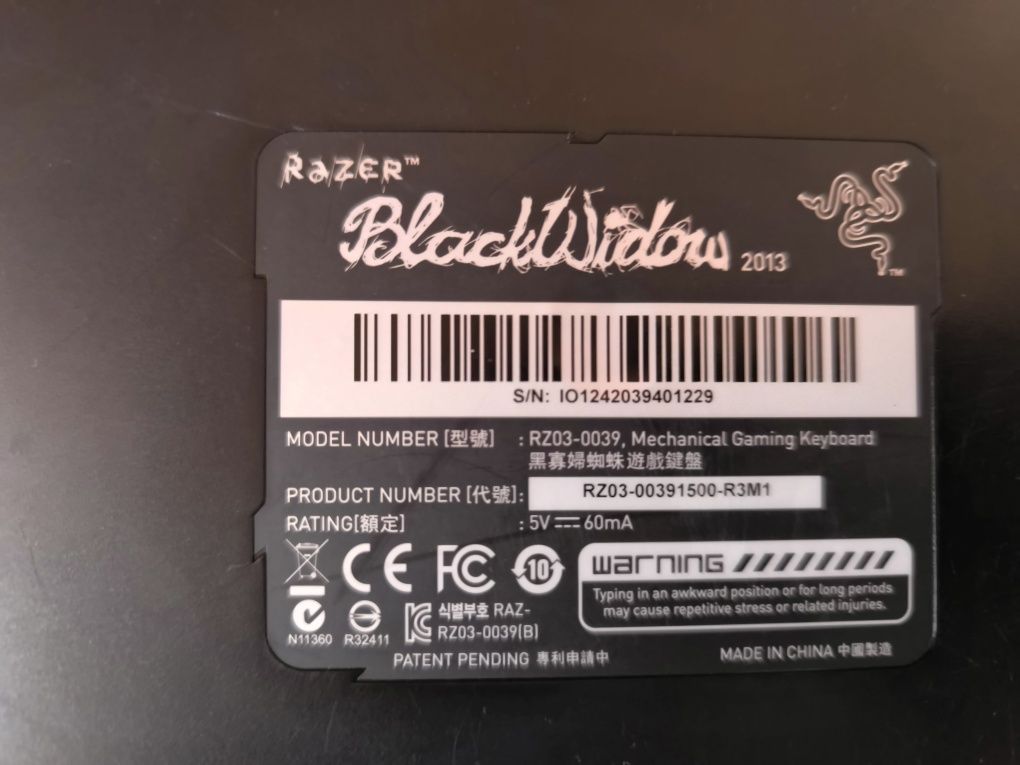 RaZER™
BlackWidow 2013
S/N: IO1242039401229
MODEL NUMBER [型號] : RZ03-0039, Mechanical Gaming Keyboard
黑寡婦蜘蛛遊戲鍵盤
PRODUCT NUMBER [代號]: RZ03-00391500-R3M1
RATING[額定] : 5V ⎓ 60mA
CE FC 10
warning
Typing in an awkward position or for long periods
may cause repetitive stress or related injuries.
N11360 R32411
식별부호 RAZ-
RZ03-0039(B)
PATENT PENDING 專利申請中
MADE IN CHINA 中國製造
TM